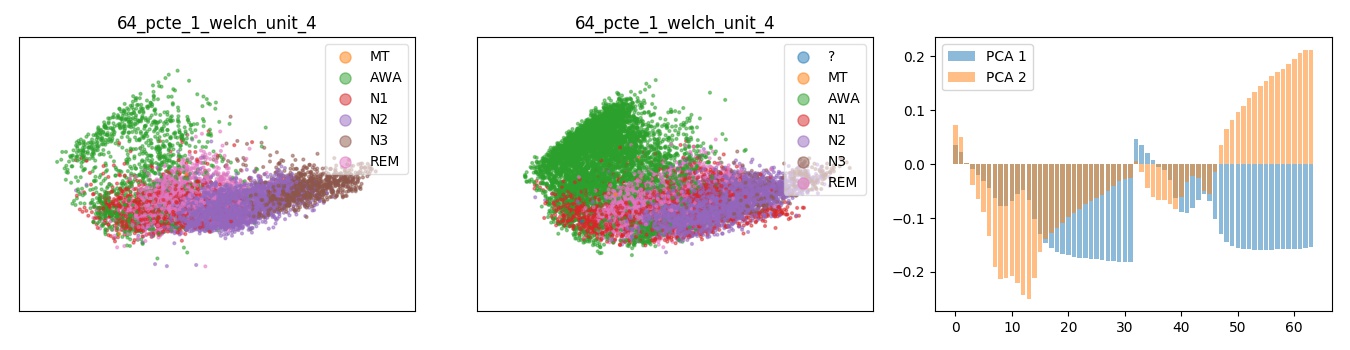 64_pcte_1_welch_unit_4
MT
AWA
N1
N2
N3
REM
64_pcte_1_welch_unit_4
?
MT
AWA
N1
N2
N3
REM
PCA 1
PCA 2
0.2
0.1
0.0
−0.1
−0.2
0 10 20 30 40 50 60